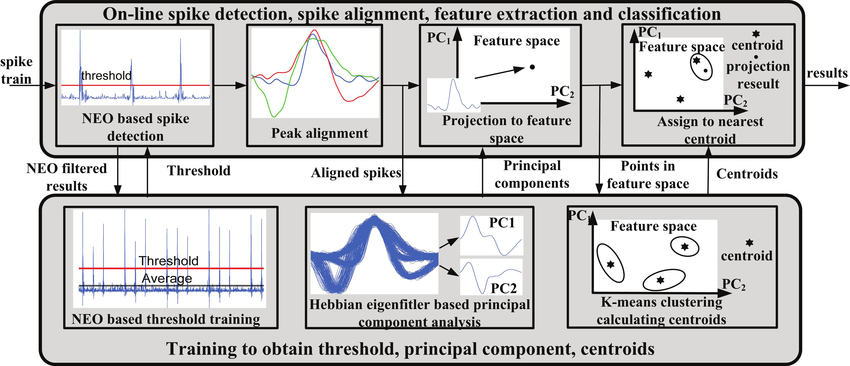 On-line spike detection, spike alignment, feature extraction and classification
spike
train
threshold
NEO based spike
detection
Peak alignment
PC1
Feature space
PC2
Projection to feature
space
PC1
Feature space
centroid
projection
reseult
PC2
Assign to nearest
centroid
results
NEO filtered
results
Threshold
Aligned spikes
Principal
components
Points in
feature space
Centroids
Threshold
Average
NEO based threshold training
PC1
PC2
Hebbian eigenfitler based principal
component analysis
PC1
Feature space
centroid
PC2
K-means clustering
calculating centroids
Training to obtain threshold, principal component, centroids